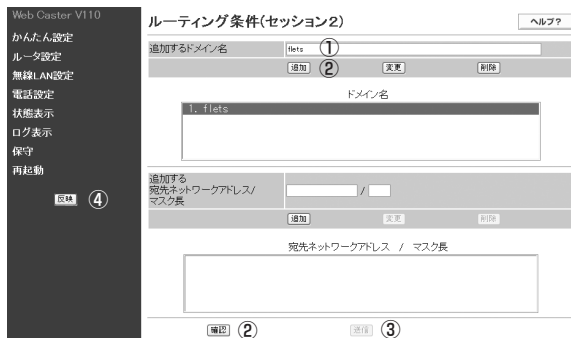 Web Caster V110
かんたん設定
ルータ設定
無線LAN設定
電話設定
状態表示
ログ表示
保守
再起動
反映 ④
ルーティング条件(セッション2)
ヘルプ?
追加するドメイン名 flets ①
追加 ② 変更 削除
ドメイン名
1. flets
追加する
宛先ネットワークアドレス/
マスク長
/
追加 変更 削除
宛先ネットワークアドレス / マスク長
確認 ② 送信 ③